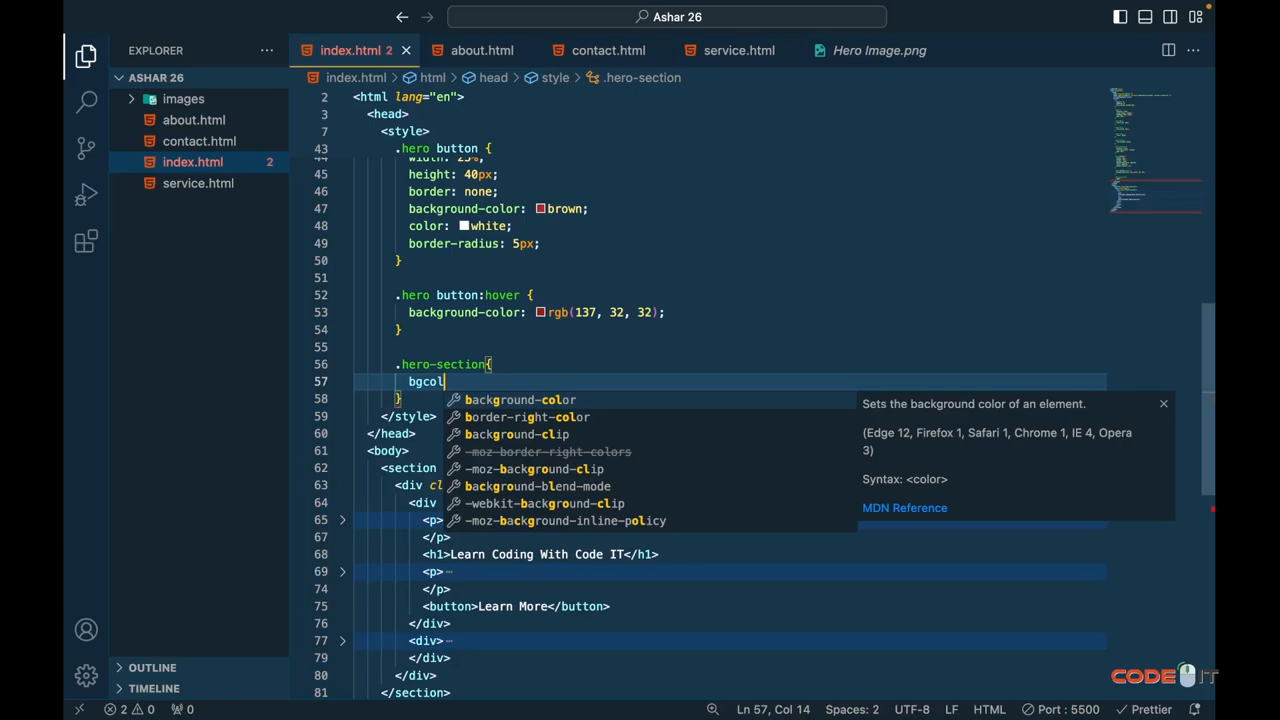 Ashar 26
EXPLORER
index.html 2
about.html
contact.html
service.html
Hero Image.png
ASHAR 26
images
about.html
contact.html
index.html 2
service.html
OUTLINE
TIMELINE
index.html > html > head > style > .hero-section
2 <html lang="en">
3 <head>
7 <style>
43 .hero button {
44 width: 25%;
45 height: 40px;
46 border: none;
47 background-color: brown;
48 color: white;
49 border-radius: 5px;
50 }
51
52 .hero button:hover {
53 background-color: rgb(137, 32, 32);
54 }
55
56 .hero-section{
57 bgcol
58 }
59 </style>
60 </head>
61 <body>
62 <section
63 <div cl
64 <div
65 <p>
67 </p>
68 <h1>Learn Coding With Code IT</h1>
69 <p>
74 </p>
75 <button>Learn More</button>
76 </div>
77 <div>
79 </div>
80 </div>
81 </section>
background-color
border-right-color
background-clip
-moz-border-right-colors
-moz-background-clip
background-blend-mode
-webkit-background-clip
-moz-background-inline-policy
Sets the background color of an element.
(Edge 12, Firefox 1, Safari 1, Chrome 1, IE 4, Opera
3)
Syntax: <color>
MDN Reference
CODE IT
2 0 0 Ln 57, Col 14 Spaces: 2 UTF-8 LF HTML Port : 5500 Prettier